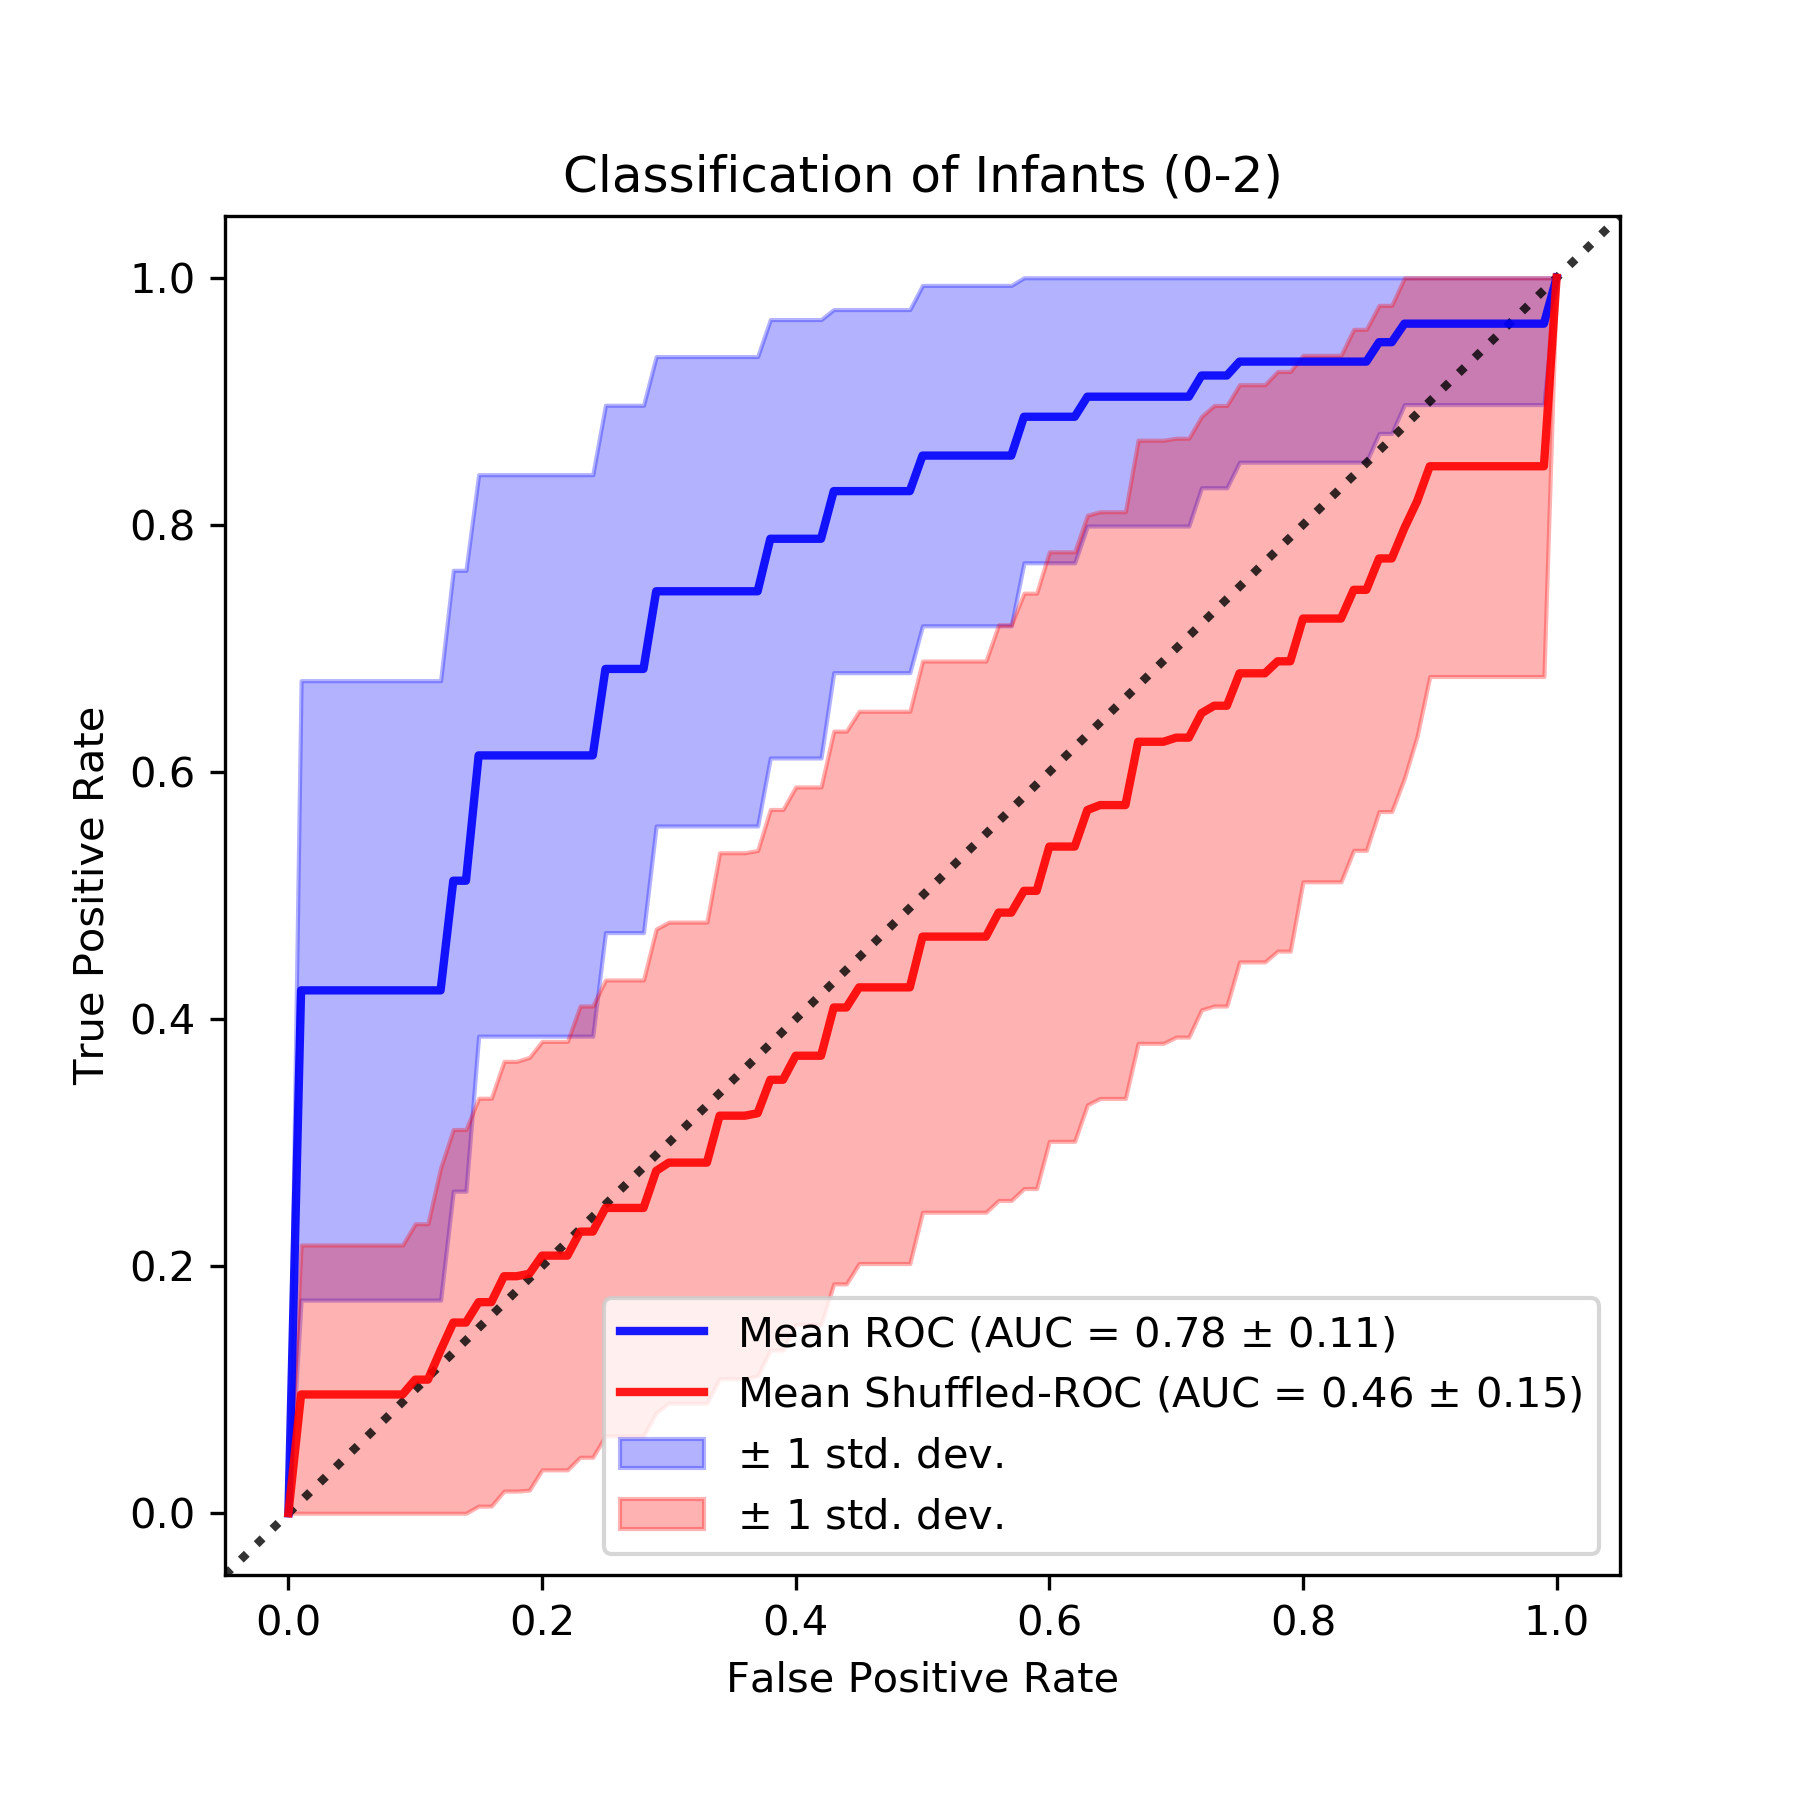 Classification of Infants (0-2)
1.0
0.8
0.6
0.4
0.2
0.0
True Positive Rate
Mean ROC (AUC = 0.78 ± 0.11)
Mean Shuffled-ROC (AUC = 0.46 ± 0.15)
± 1 std. dev.
± 1 std. dev.
0.0 0.2 0.4 0.6 0.8 1.0
False Positive Rate